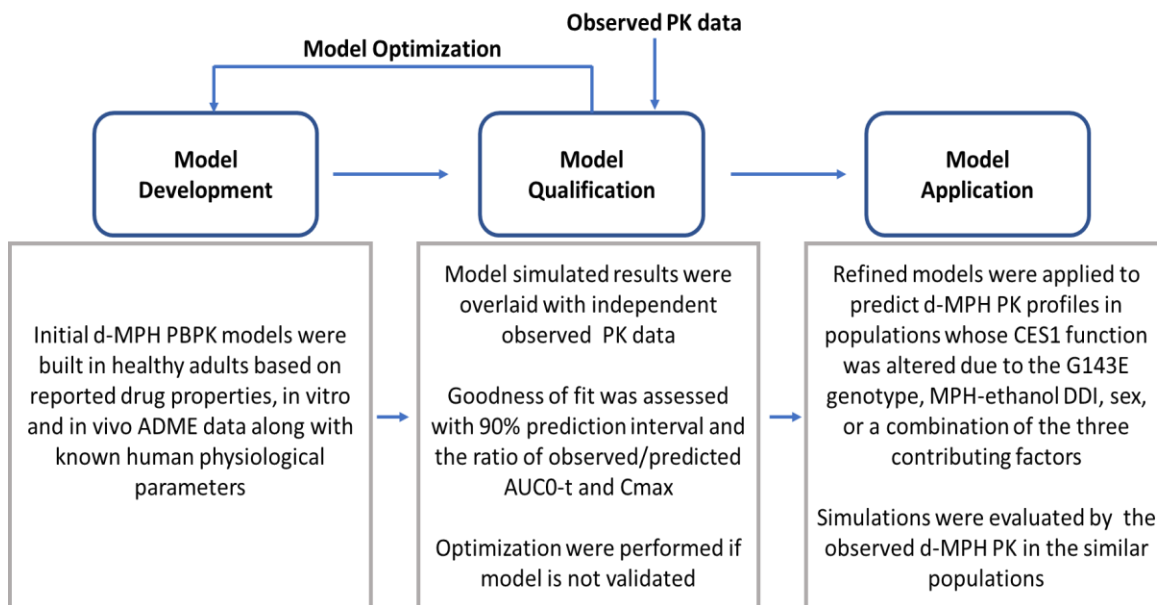 Observed PK data
Model Optimization
Model
Development
Model
Qualification
Model
Application
Initial d-MPH PBPK models were
built in healthy adults based on
reported drug properties, in vitro
and in vivo ADME data along with
known human physiological
parameters
Model simulated results were
overlaid with independent
observed PK data
Goodness of fit was assessed
with 90% prediction interval and
the ratio of observed/predicted
AUC0-t and Cmax
Optimization were performed if
model is not validated
Refined models were applied to
predict d-MPH PK profiles in
populations whose CES1 function
was altered due to the G143E
genotype, MPH-ethanol DDI, sex,
or a combination of the three
contributing factors
Simulations were evaluated by the
observed d-MPH PK in the similar
populations